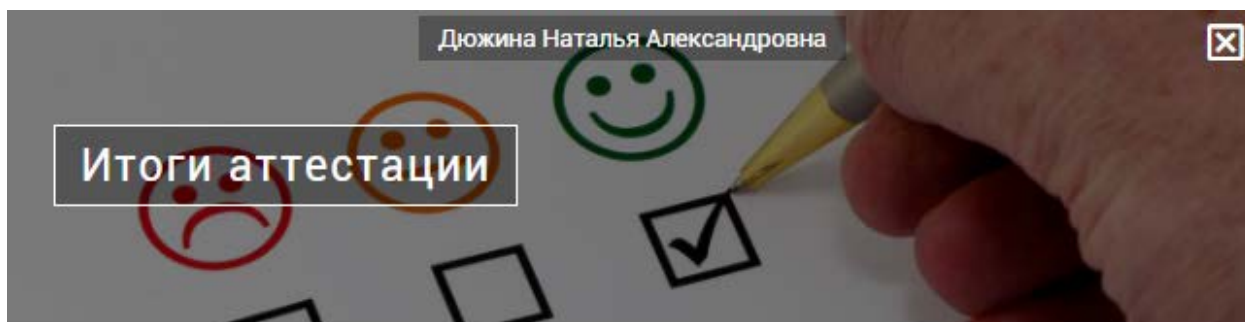 Дюжина Наталья Александровна
Итоги аттестации